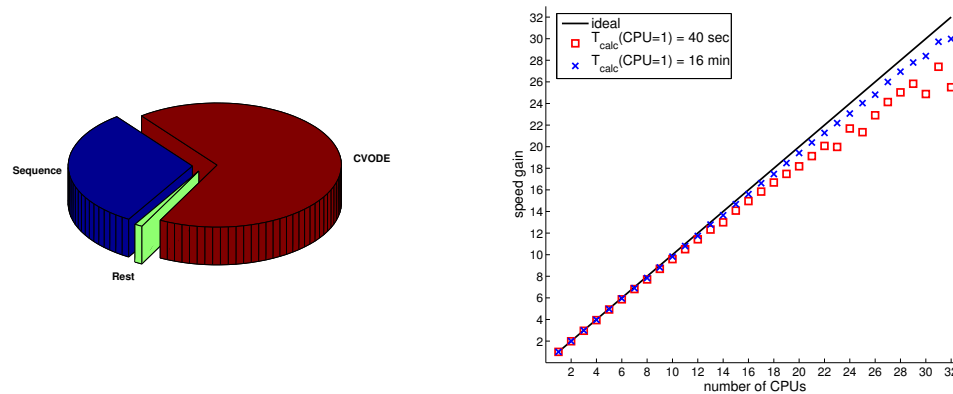 Sequence
CVODE
Rest
ideal
T_calc(CPU=1) = 40 sec
T_calc(CPU=1) = 16 min
speed gain
32
30
28
26
24
22
20
18
16
14
12
10
8
6
4
2
2 4 6 8 10 12 14 16 18 20 22 24 26 28 30 32
number of CPUs